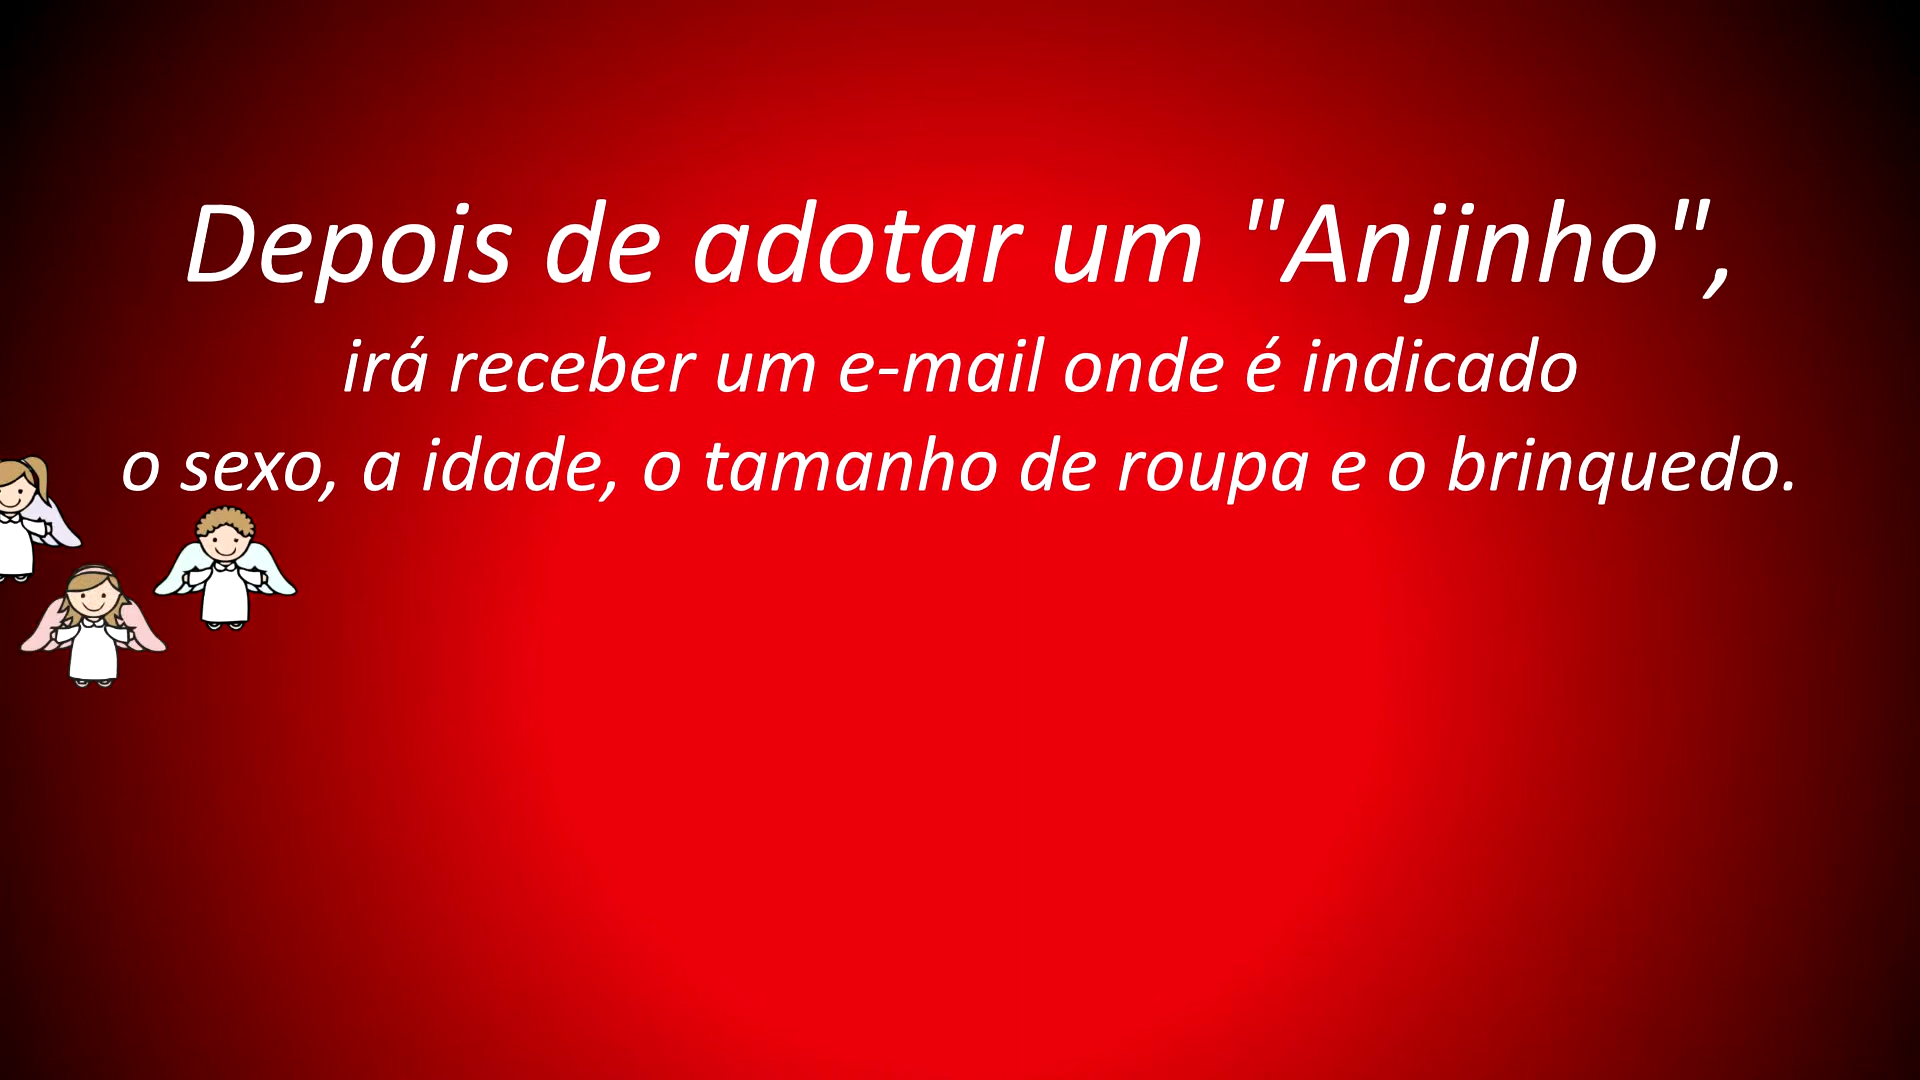 Depois de adotar um "Anjinho",
irá receber um e-mail onde é indicado
o sexo, a idade, o tamanho de roupa e o brinquedo.